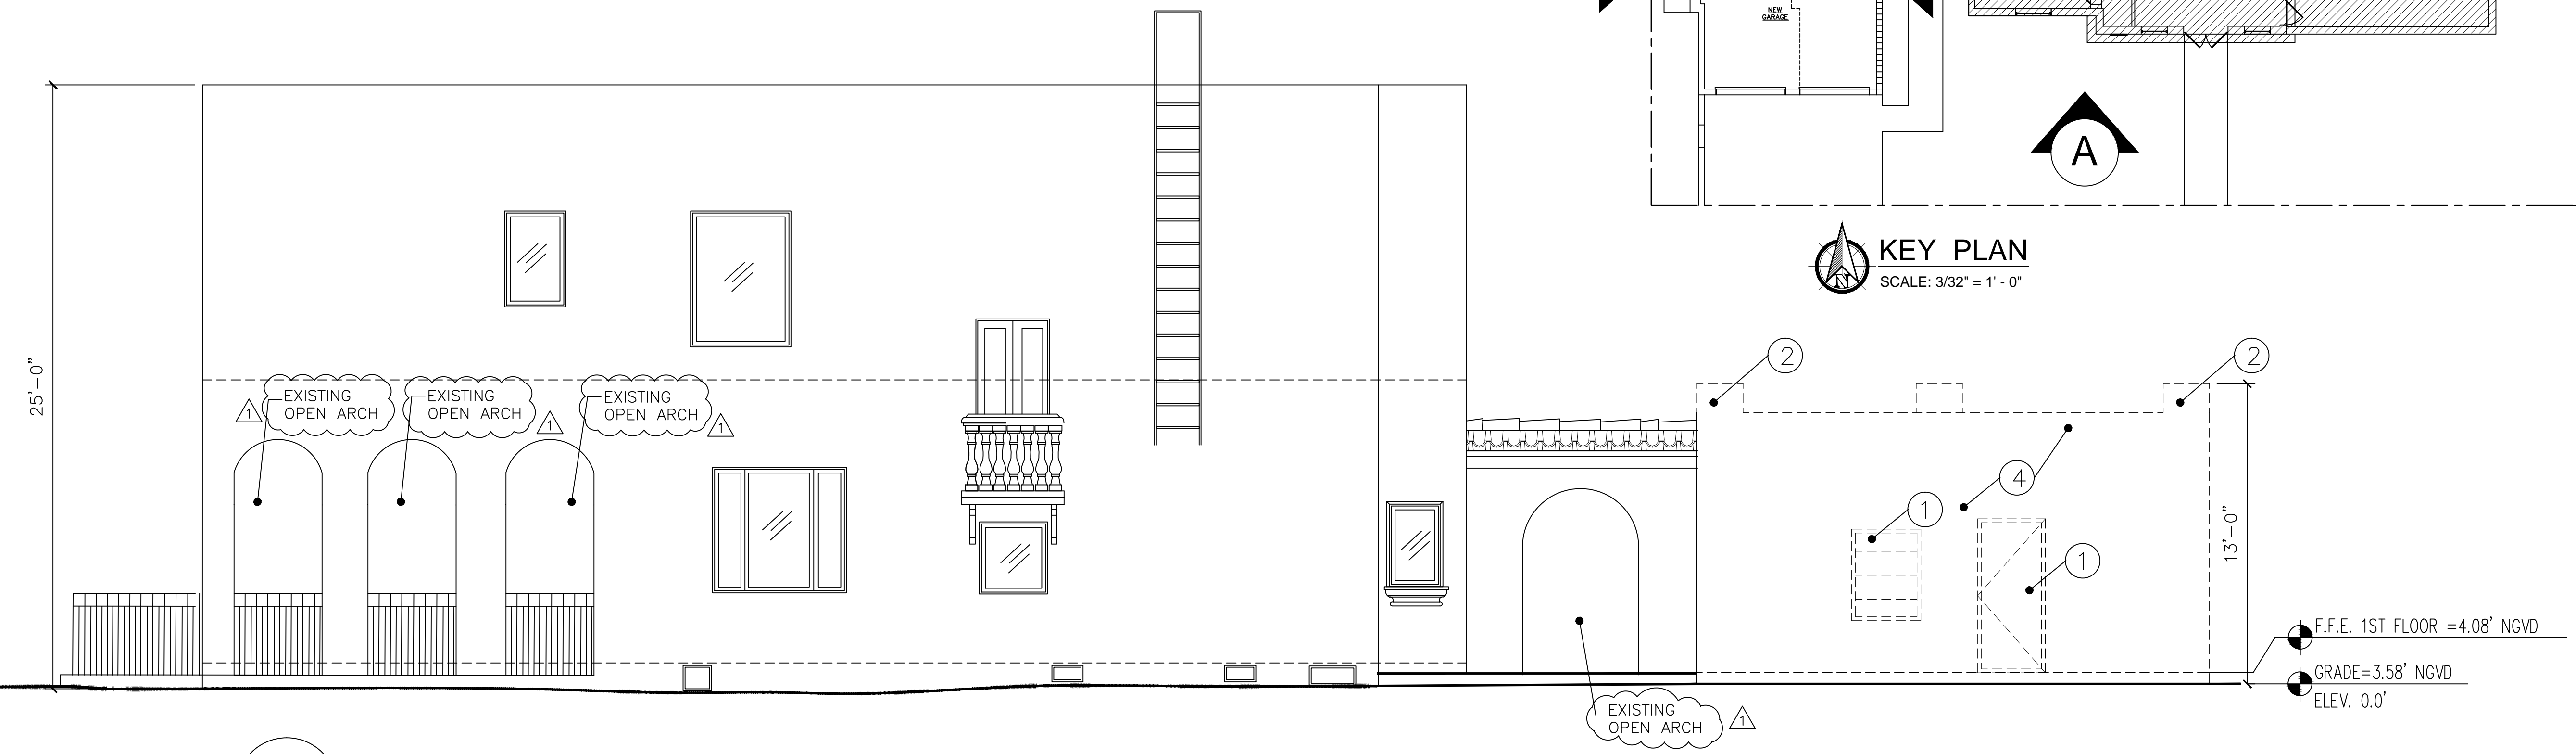 NEW
GARAGE
A
N
KEY PLAN
SCALE: 3/32" = 1' - 0"
25'-0"
1
EXISTING
OPEN ARCH
EXISTING
OPEN ARCH
1
EXISTING
OPEN ARCH
1
2
2
4
1
1
13'-0"
F.F.E. 1ST FLOOR =4.08' NGVD
GRADE=3.58' NGVD
ELEV. 0.0'
EXISTING
OPEN ARCH
1